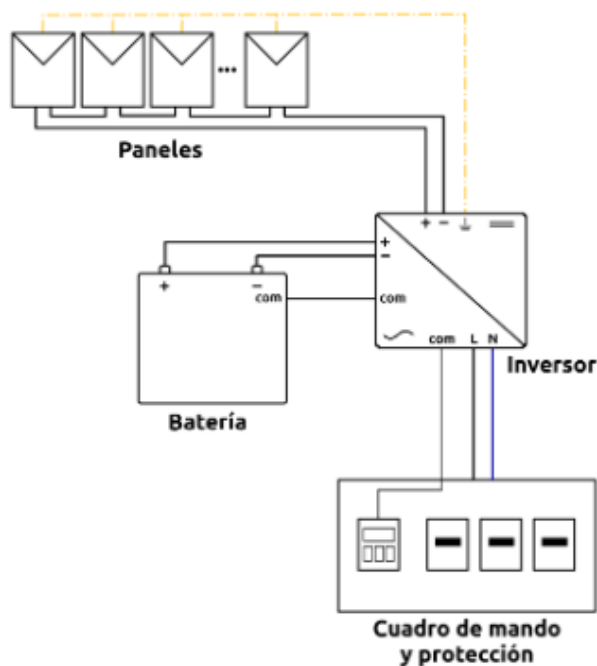 ...
Paneles
+ −
+
−
+ −
com
com
com L N
Inversor
Batería
Cuadro de mando
y protección